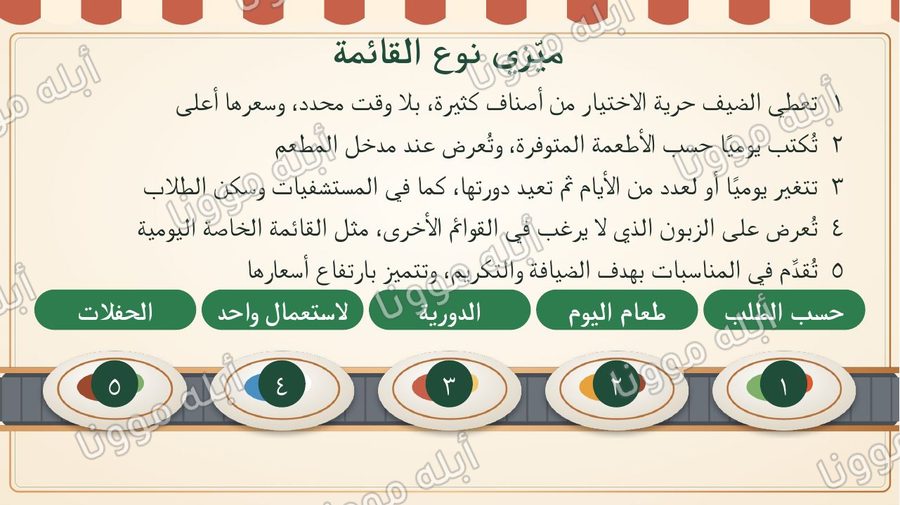 ميّزي نوع القائمة
١ تعطي الضيف حرية الاختيار من أصناف كثيرة، بلا وقت محدد، وسعرها أعلى
٢ تُكتب يوميًا حسب الأطعمة المتوفرة، وتُعرض عند مدخل المطعم
٣ تتغير يوميًا أو لعدد من الأيام ثم تعيد دورتها، كما في المستشفيات وسكن الطلاب
٤ تُعرض على الزبون الذي لا يرغب في القوائم الأخرى، مثل القائمة الخاصة اليومية
٥ تُقدَّم في المناسبات بهدف الضيافة والتكريم، وتتميز بارتفاع أسعارها
حسب الطلب
طعام اليوم
الدورية
لاستعمال واحد
الحفلات
١
٢
٣
٤
٥
أبله موونا